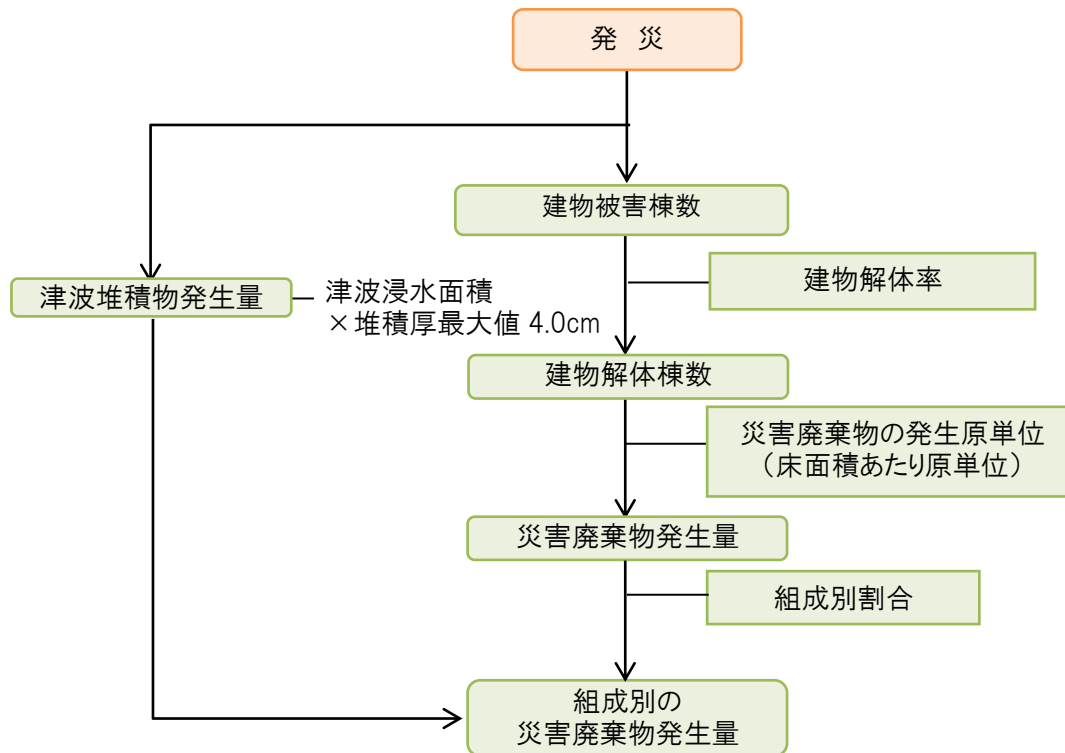 発 災
建物被害棟数
建物解体率
津波堆積物発生量
津波浸水面積
×堆積厚最大値 4.0cm
建物解体棟数
災害廃棄物の発生原単位
（床面積あたり原単位）
災害廃棄物発生量
組成別割合
組成別の
災害廃棄物発生量